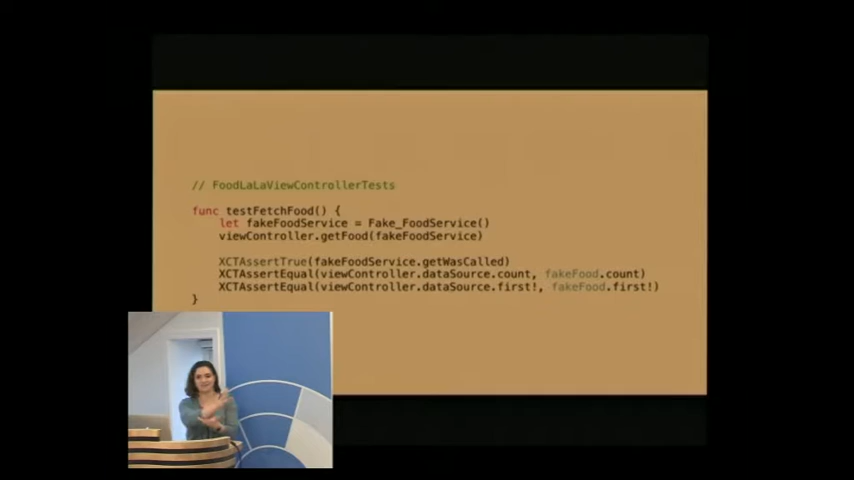 // FoodLaLaViewControllerTests
func testFetchFood() {
let fakeFoodService = Fake_FoodService()
viewController.getFood(fakeFoodService)
XCTAssertTrue(fakeFoodService.getWasCalled)
XCTAssertEqual(viewController.dataSource.count, fakeFood.count)
XCTAssertEqual(viewController.dataSource.first!, fakeFood.first!)
}